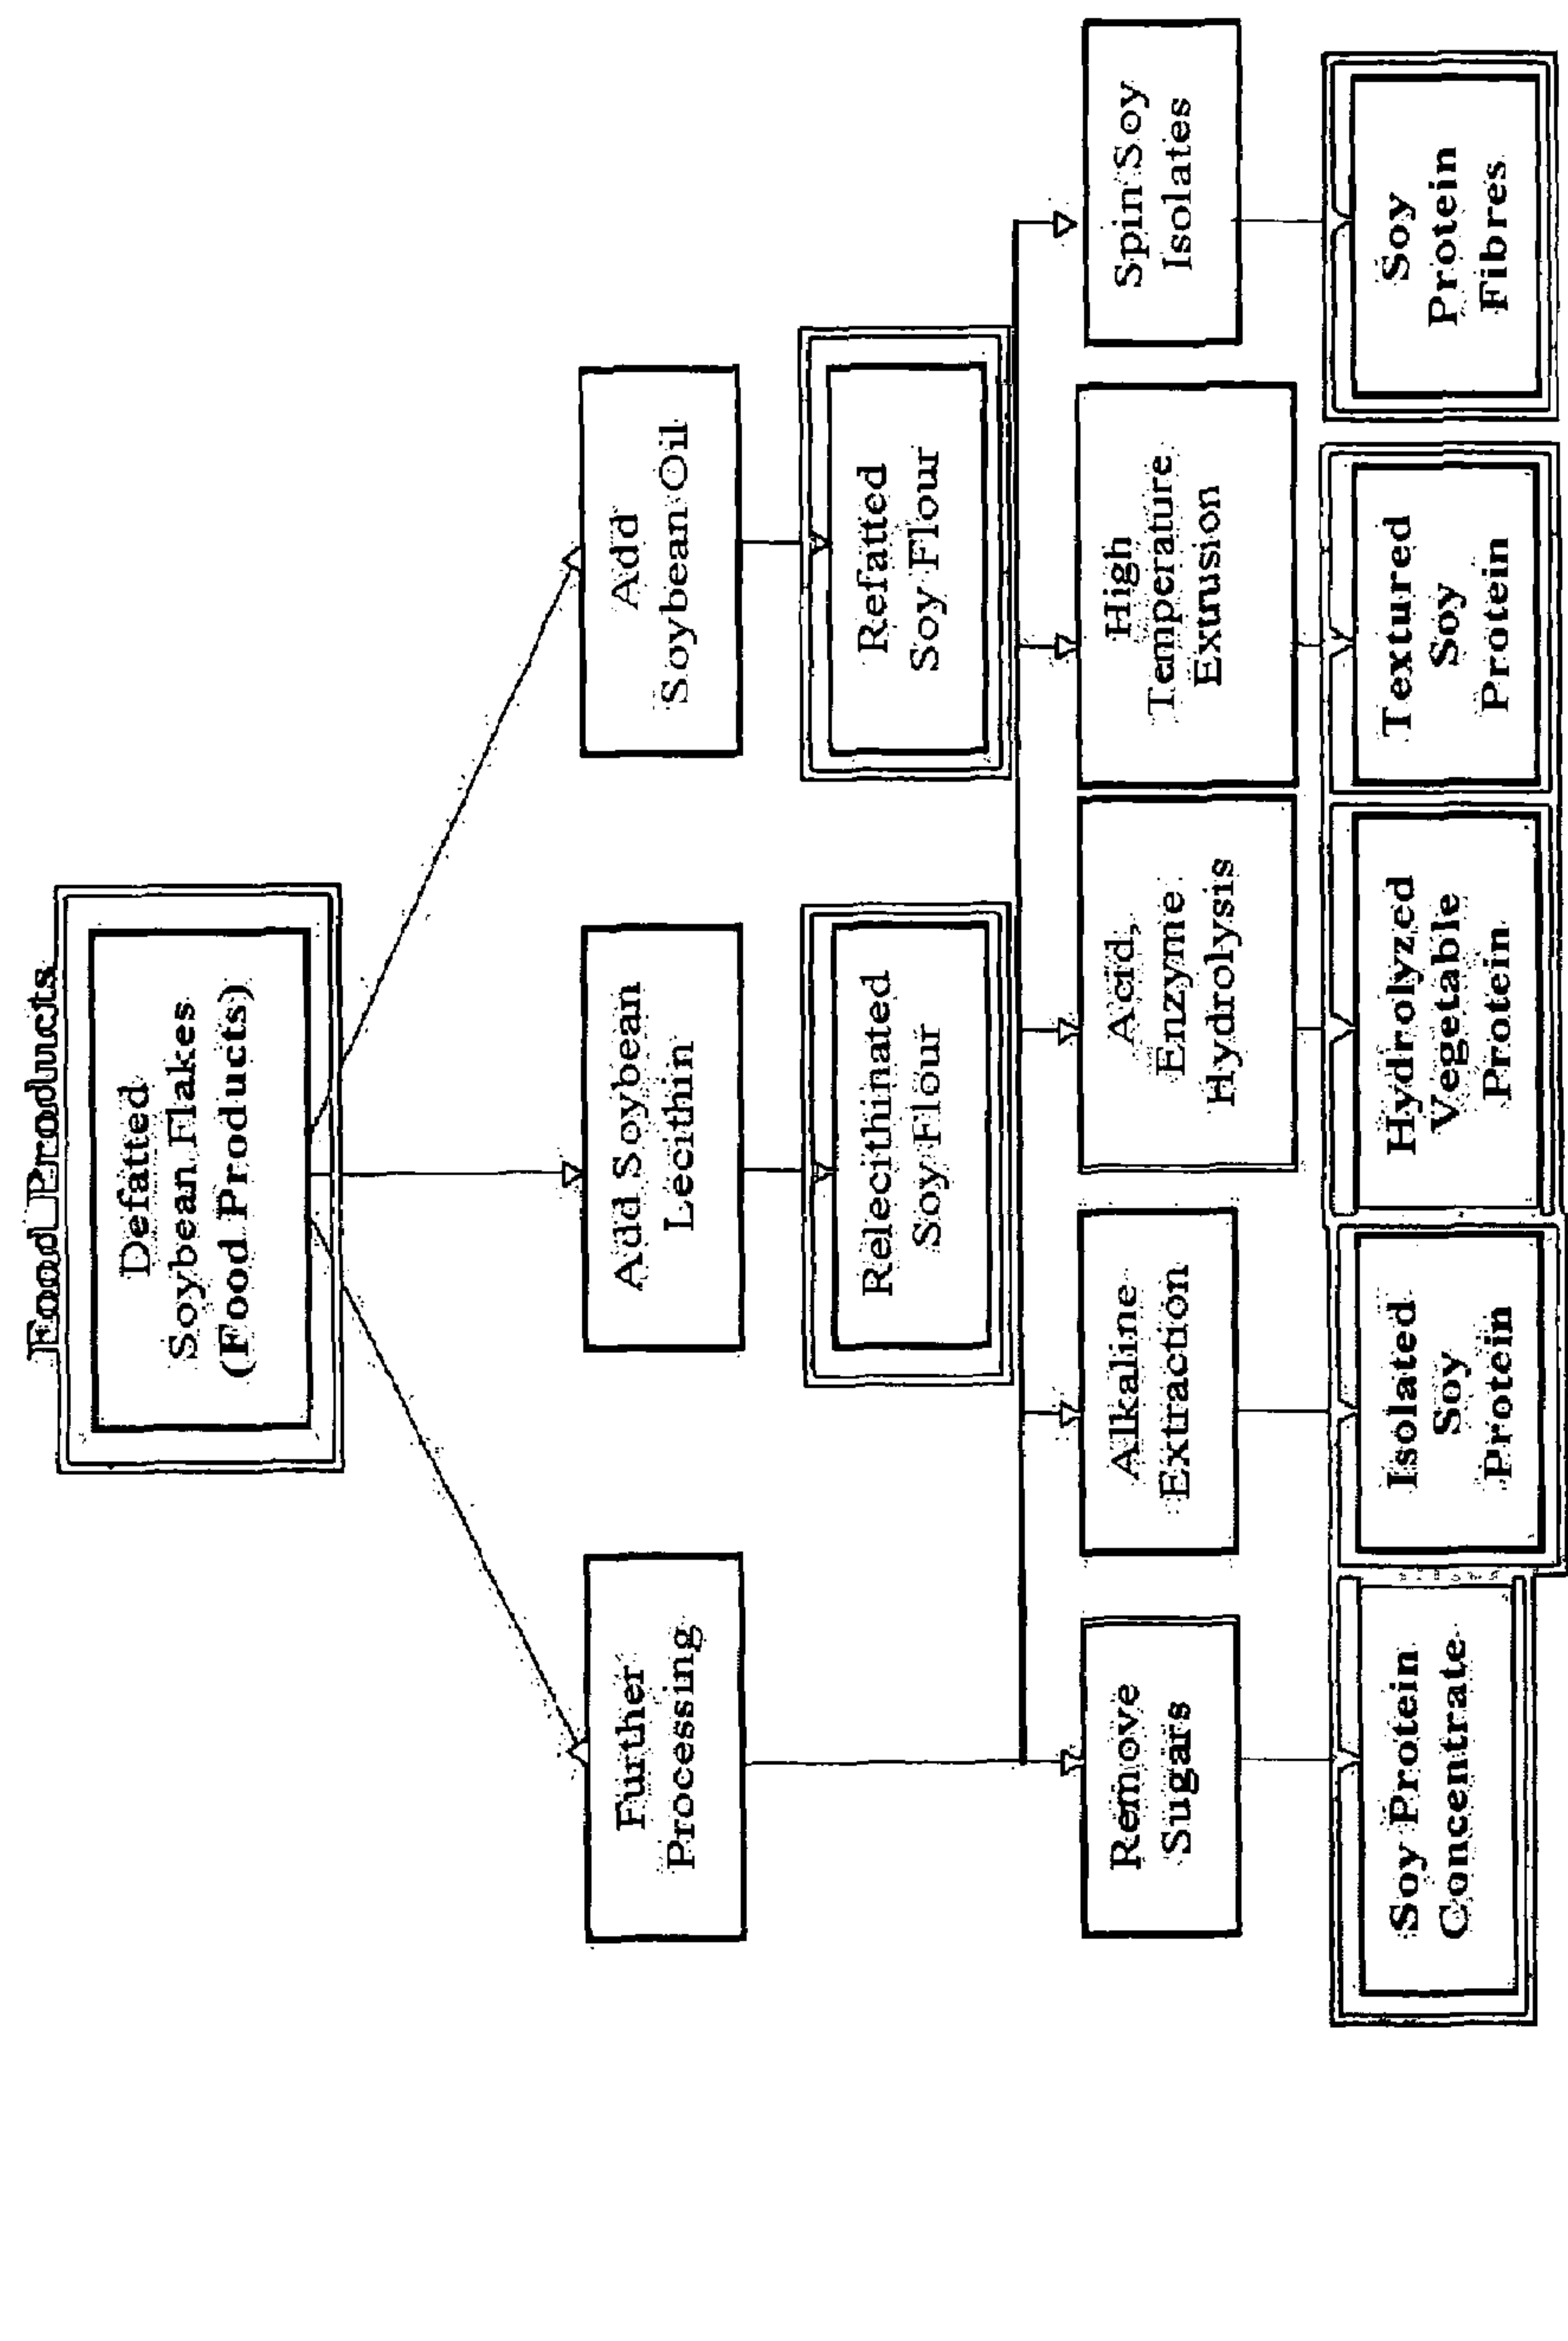 Food Products
Defatted
Soybean Flakes
(Food Products)
Further
Processing
Add Soybean
Lecithin
Add
Soybean Oil
Relecithinated
Soy Flour
Refatted
Soy Flour
Remove
Sugars
Alkaline
Extraction
Acid,
Enzyme
Hydrolysis
High
Temperature
Extrusion
Spin Soy
Isolates
Soy Protein
Concentrate
Isolated
Soy
Protein
Hydrolyzed
Vegetable
Protein
Textured
Soy
Protein
Soy
Protein
Fibres